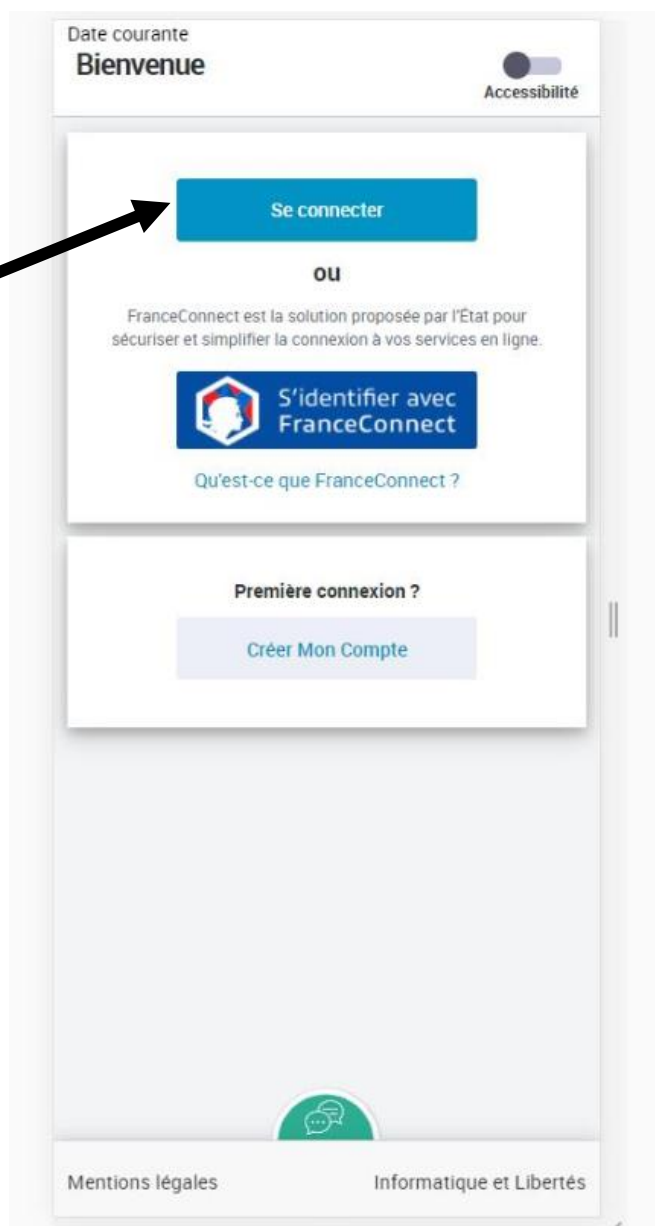 Date courante
Bienvenue
Accessibilité
Se connecter
ou
FranceConnect est la solution proposée par l'État pour
sécuriser et simplifier la connexion à vos services en ligne.
S'identifier avec
FranceConnect
Qu'est-ce que FranceConnect ?
Première connexion ?
Créer Mon Compte
Mentions légales
Informatique et Libertés